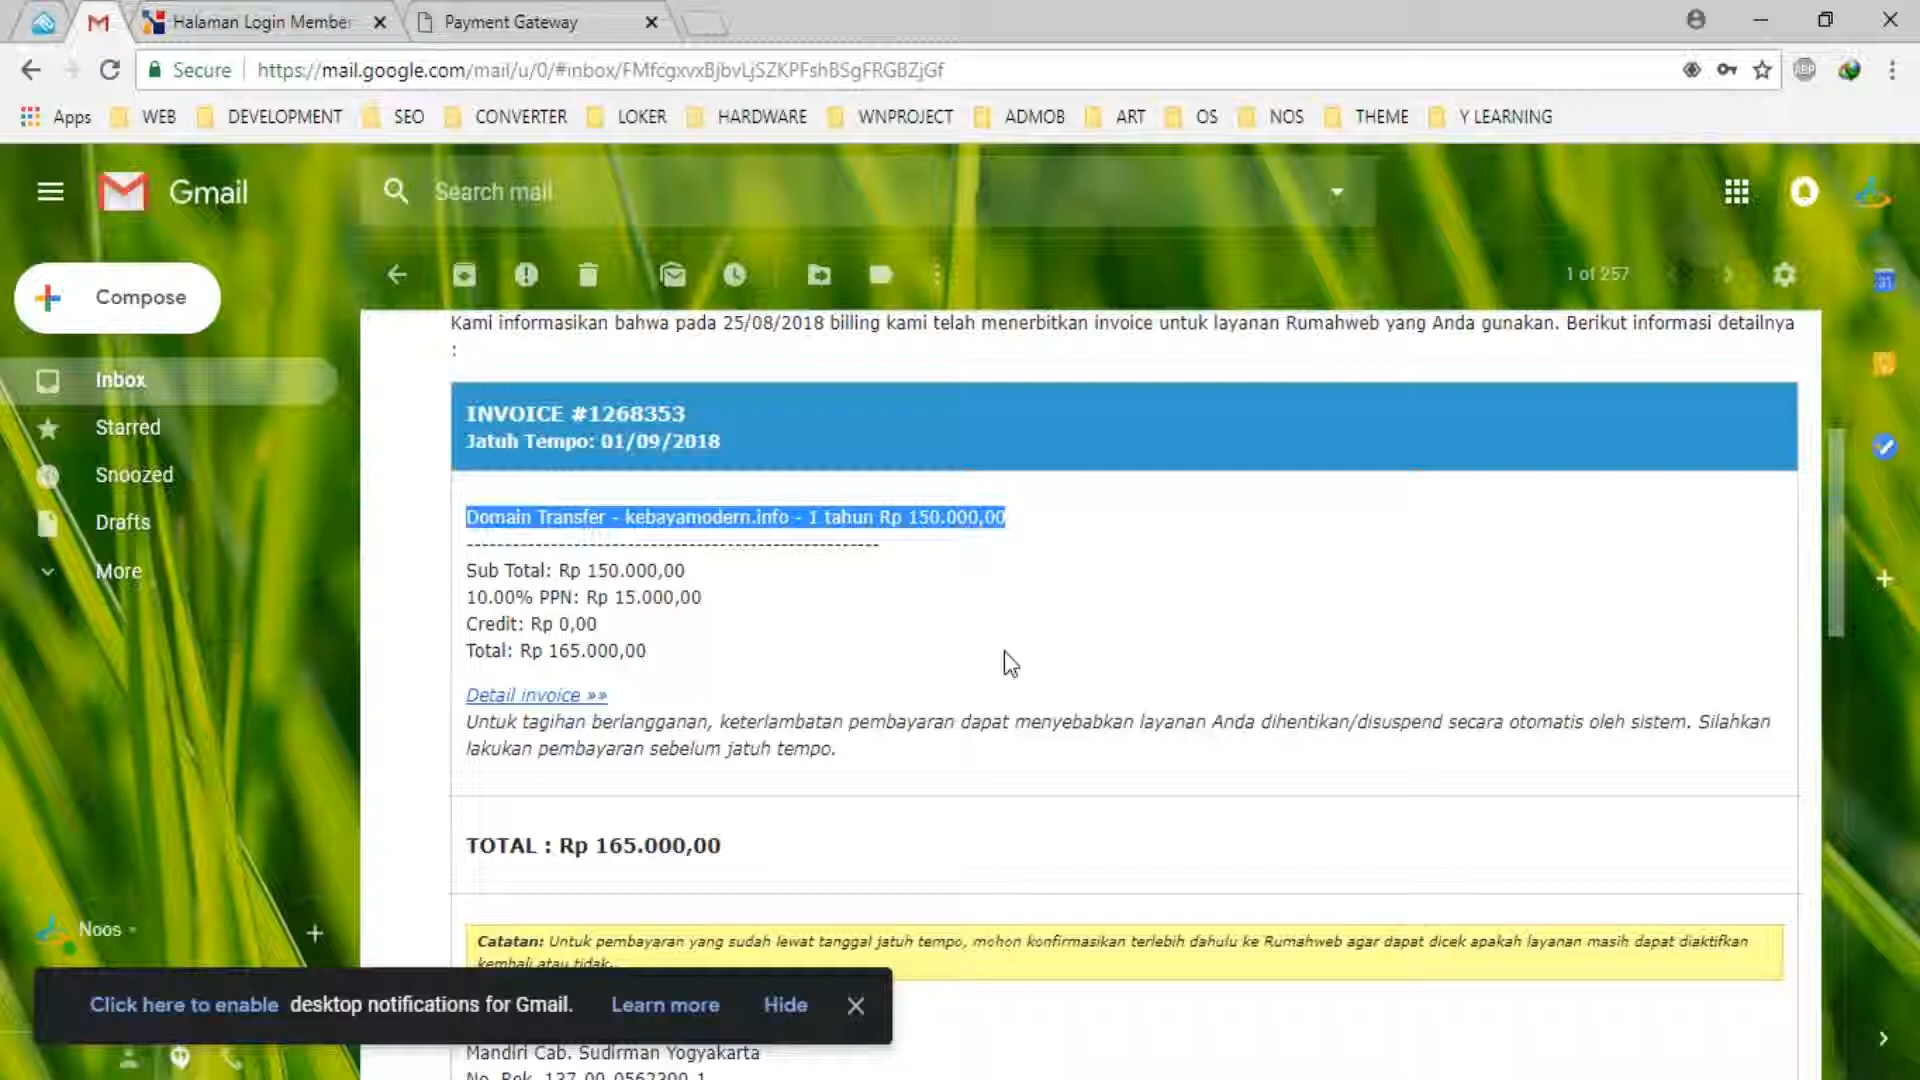 Halaman Login Member
Payment Gateway
Secure
https://mail.google.com/mail/u/0/#inbox/FMfcgxvxBjbvLjSZKPFshBSgFRGBZjGf
ABP
Apps WEB DEVELOPMENT SEO CONVERTER LOKER HARDWARE WNPROJECT ADMOB ART OS NOS THEME Y LEARNING
Gmail
Search mail
Compose
1 of 257
Inbox
Starred
Snoozed
Drafts
More
Kami informasikan bahwa pada 25/08/2018 billing kami telah menerbitkan invoice untuk layanan Rumahweb yang Anda gunakan. Berikut informasi detailnya
:
INVOICE #1268353
Jatuh Tempo: 01/09/2018
Domain Transfer - kebayamodern.info - 1 tahun Rp 150.000,00
------------------------------------------------------
Sub Total: Rp 150.000,00
10.00% PPN: Rp 15.000,00
Credit: Rp 0,00
Total: Rp 165.000,00
Detail invoice »»
Untuk tagihan berlangganan, keterlambatan pembayaran dapat menyebabkan layanan Anda dihentikan/disuspend secara otomatis oleh sistem. Silahkan
lakukan pembayaran sebelum jatuh tempo.
TOTAL : Rp 165.000,00
Catatan: Untuk pembayaran yang sudah lewat tanggal jatuh tempo, mohon konfirmasikan terlebih dahulu ke Rumahweb agar dapat dicek apakah layanan masih dapat diaktifkan
kembali atau tidak.
Noos
Click here to enable desktop notifications for Gmail. Learn more Hide
Mandiri Cab. Sudirman Yogyakarta
No. Rek. 137-00-0562300-1
31